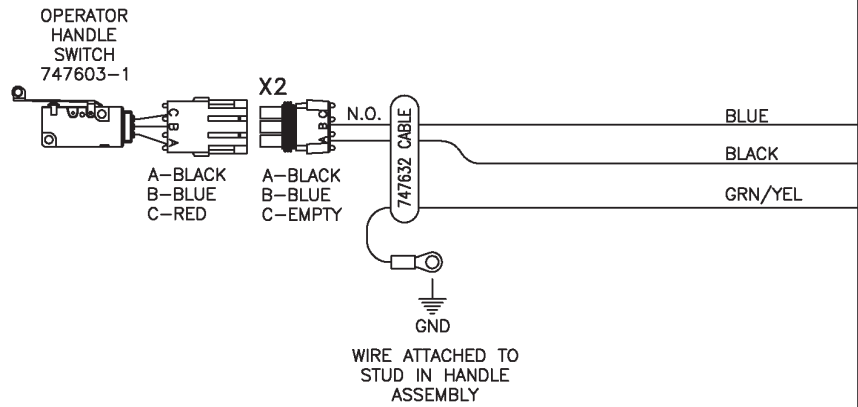 OPERATOR
HANDLE
SWITCH
747603-1
X2
C
B
A
C
B
A
N.O.
747632 CABLE
BLUE
BLACK
GRN/YEL
A-BLACK
B-BLUE
C-RED
A-BLACK
B-BLUE
C-EMPTY
GND
WIRE ATTACHED TO
STUD IN HANDLE
ASSEMBLY